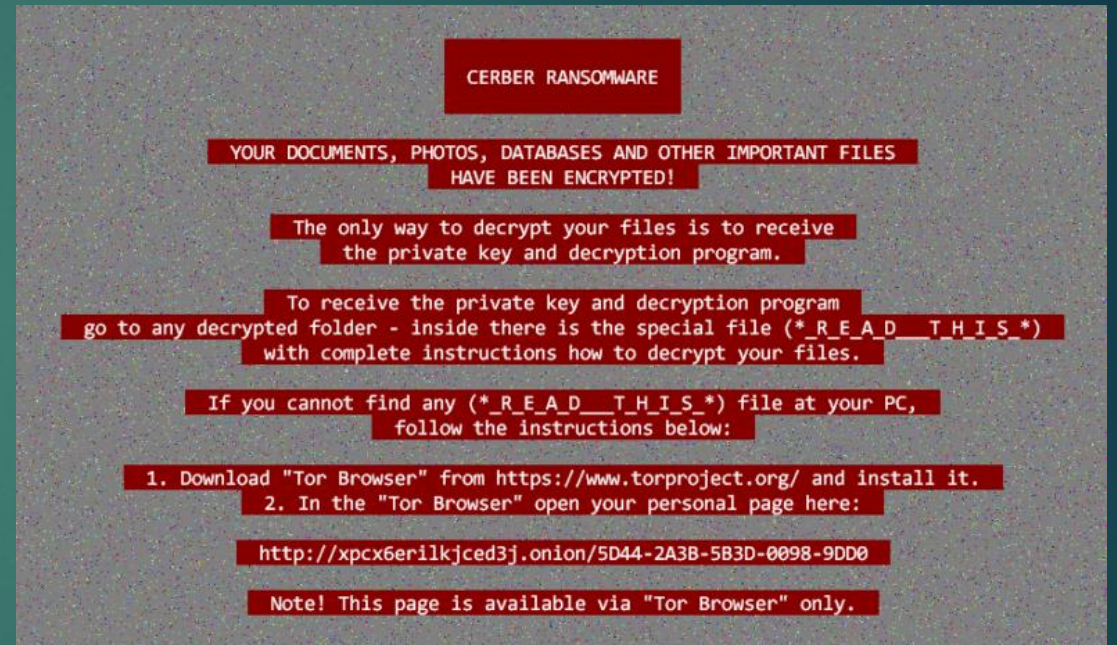 CERBER RANSOMWARE
YOUR DOCUMENTS, PHOTOS, DATABASES AND OTHER IMPORTANT FILES
HAVE BEEN ENCRYPTED!
The only way to decrypt your files is to receive
the private key and decryption program.
To receive the private key and decryption program
go to any decrypted folder - inside there is the special file (*_R_E_A_D___T_H_I_S_*)
with complete instructions how to decrypt your files.
If you cannot find any (*_R_E_A_D___T_H_I_S_*) file at your PC,
follow the instructions below:
1. Download "Tor Browser" from https://www.torproject.org/ and install it.
2. In the "Tor Browser" open your personal page here:
http://xpcx6erilkjced3j.onion/5D44-2A3B-5B3D-0098-9DD0
Note! This page is available via "Tor Browser" only.